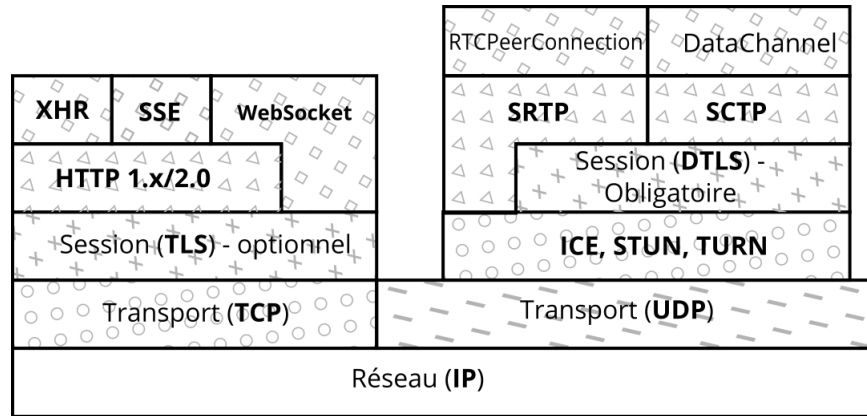 RTCPeerConnection DataChannel
XHR SSE WebSocket SRTP SCTP
HTTP 1.x/2.0 Session (DTLS) -
Obligatoire
Session (TLS) - optionnel ICE, STUN, TURN
Transport (TCP) Transport (UDP)
Réseau (IP)